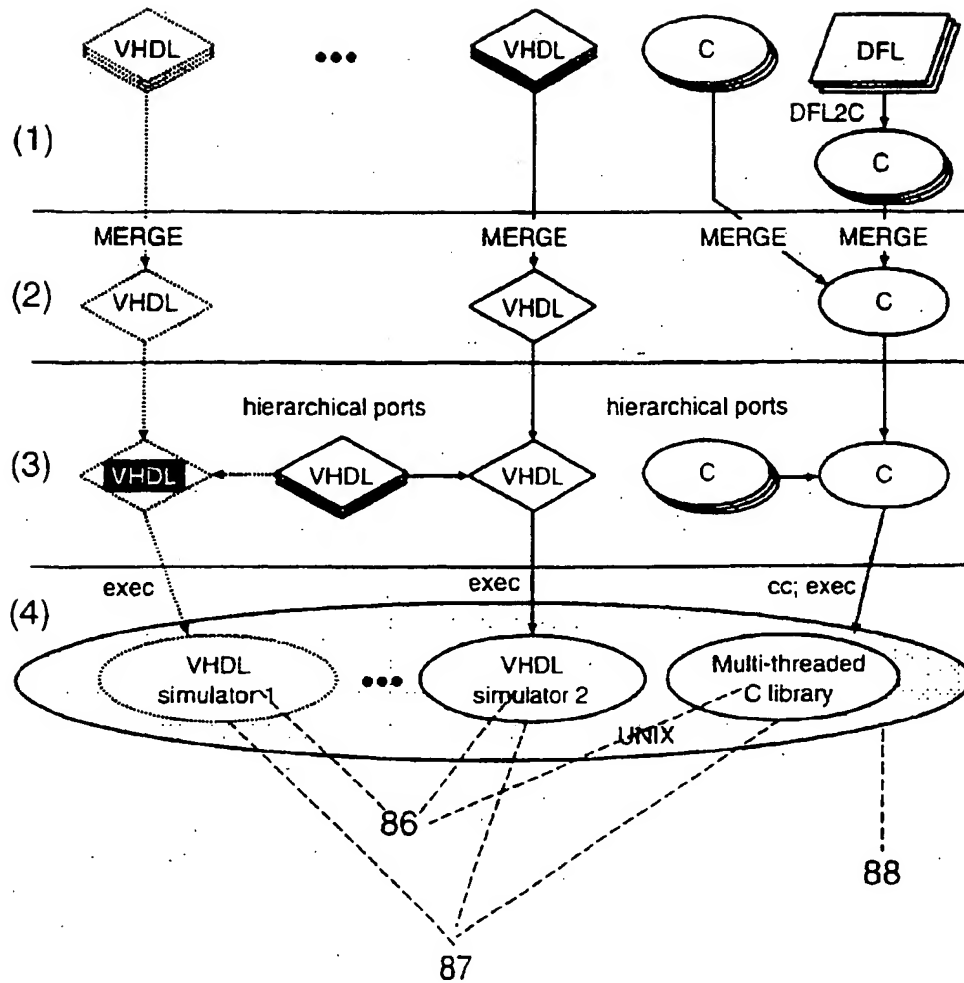 VHDL
VHDL
C
DFL
DFL2C
(1)
C
MERGE
MERGE
MERGE
MERGE
(2)
VHDL
VHDL
C
hierarchical ports
hierarchical ports
(3)
VHDL
VHDL
VHDL
C
C
exec
exec
cc; exec
(4)
VHDL
simulator 1
VHDL
simulator 2
Multi-threaded
C library
UNIX
86
88
87